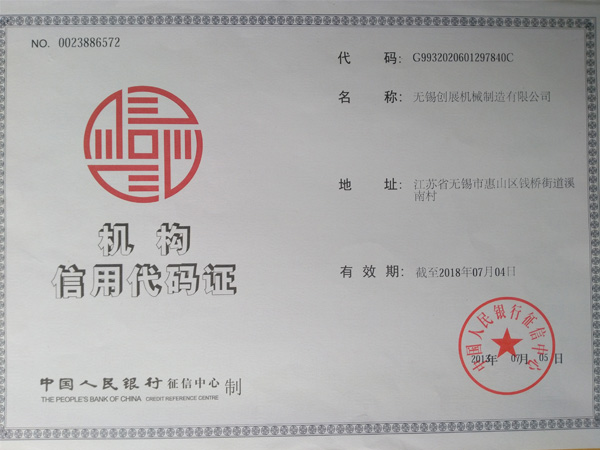 NO. 0023886572
代 码: G9932020601297840C
名 称: 无锡创展机械制造有限公司
地 址: 江苏省无锡市惠山区钱桥街道溪
南村
机构
信用代码证
有 效 期: 截至2018年07月04日
中国人民银行征信中心
2013年 07月 05 日
中国人民银行 征信中心 制
THE PEOPLE'S BANK OF CHINA CREDIT REFERENCE CENTRE